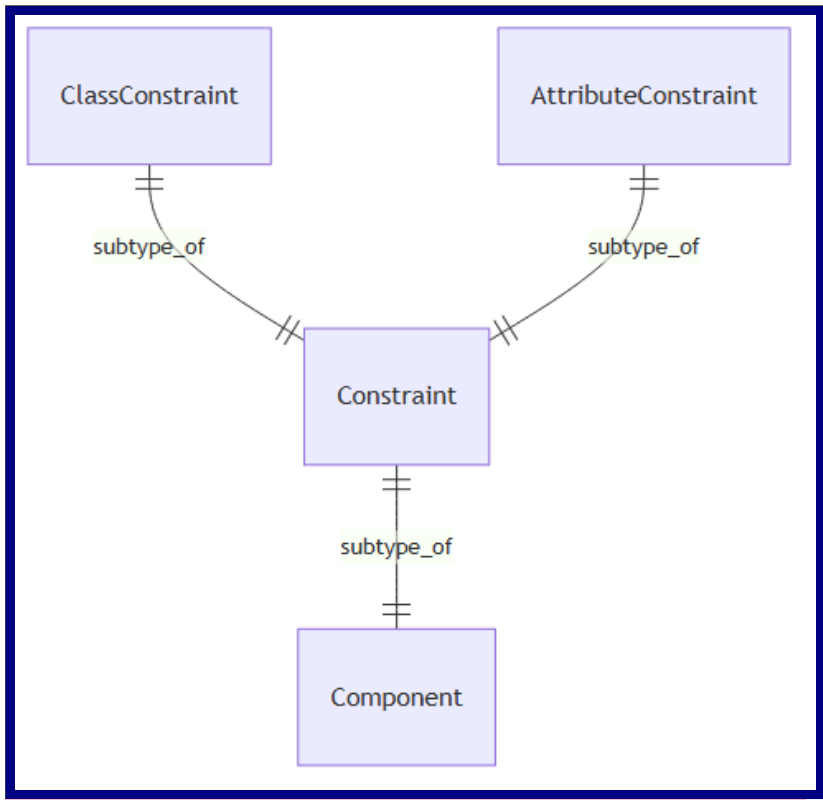 ClassConstraint
AttributeConstraint
subtype_of
subtype_of
Constraint
subtype_of
Component